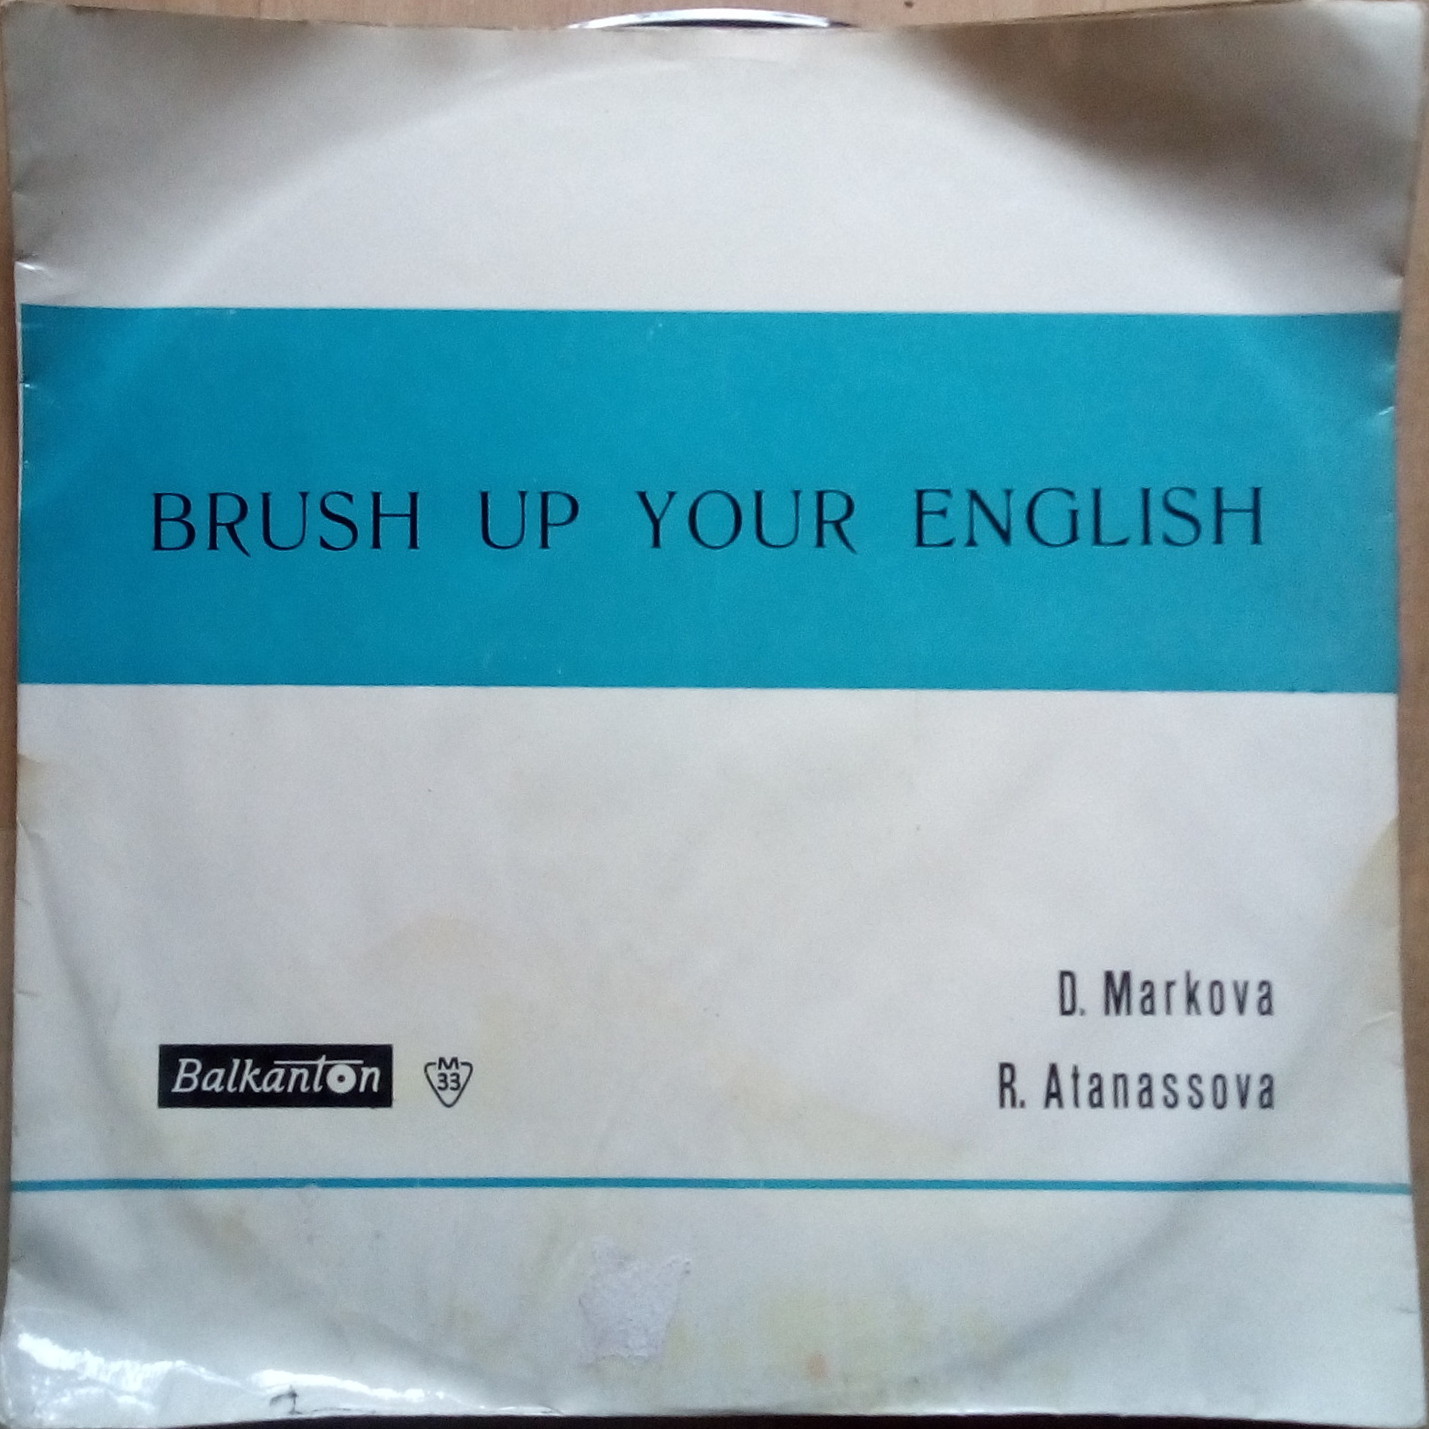 BRUSH UP YOUR ENGLISH
D. Markova
R. Atanassova
Balkanton
M
33